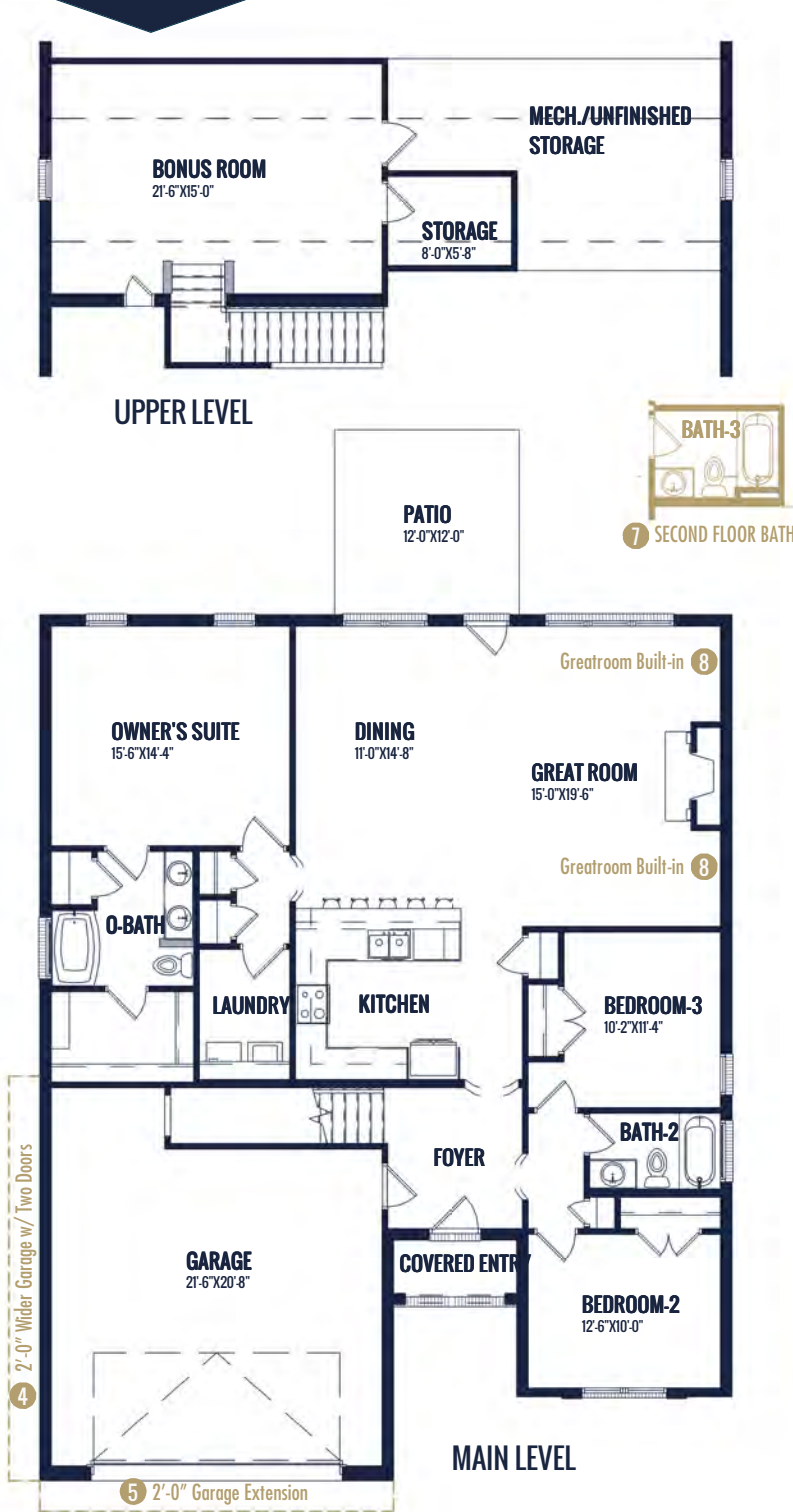 MECH./UNFINISHED
STORAGE
BONUS ROOM
21'-6"X15'-0"
STORAGE
8'-0"X5'-8"
UPPER LEVEL
BATH-3
7 SECOND FLOOR BATH
PATIO
12'-0"X12'-0"
Greatroom Built-in 8
OWNER'S SUITE
15'-6"X14'-4"
DINING
11'-0"X14'-8"
GREAT ROOM
15'-0"X19'-6"
Greatroom Built-in 8
O-BATH
LAUNDRY
KITCHEN
BEDROOM-3
10'-2"X11'-4"
BATH-2
FOYER
4 2'-0" Wider Garage w/ Two Doors
GARAGE
21'-6"X20'-8"
COVERED ENTRY
BEDROOM-2
12'-6"X10'-0"
MAIN LEVEL
5 2'-0" Garage Extension